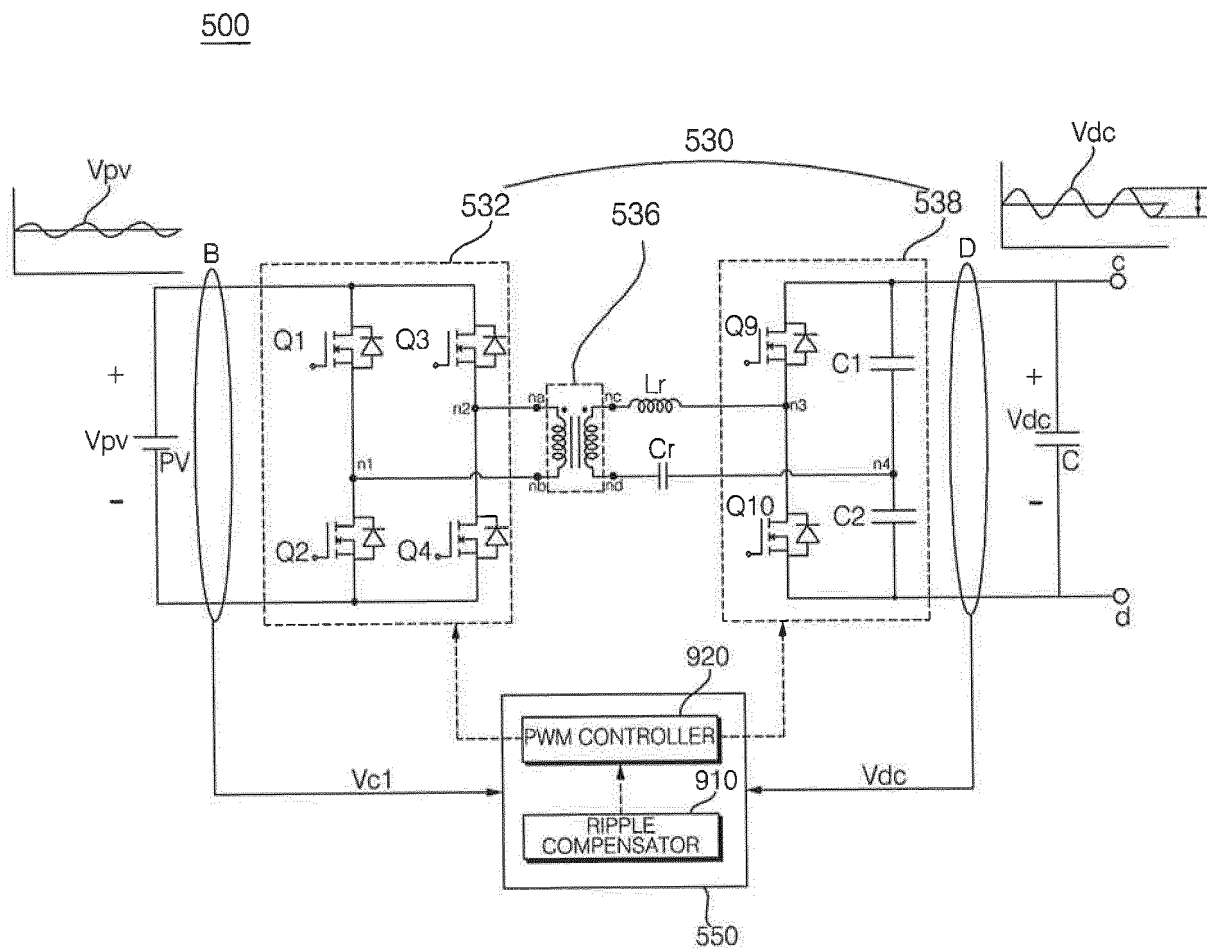 500
530
Vpv
Vdc
532
536
538
B
D
c
Q1
Q3
Q9
C1
+
Lr
+
na
nc
n2
n3
Vpv
PV
Cr
Vdc
C
n1
nb
nd
n4
-
-
Q10
C2
Q2
Q4
d
920
PWM CONTROLLER
Vc1
Vdc
910
RIPPLE
COMPENSATOR
550